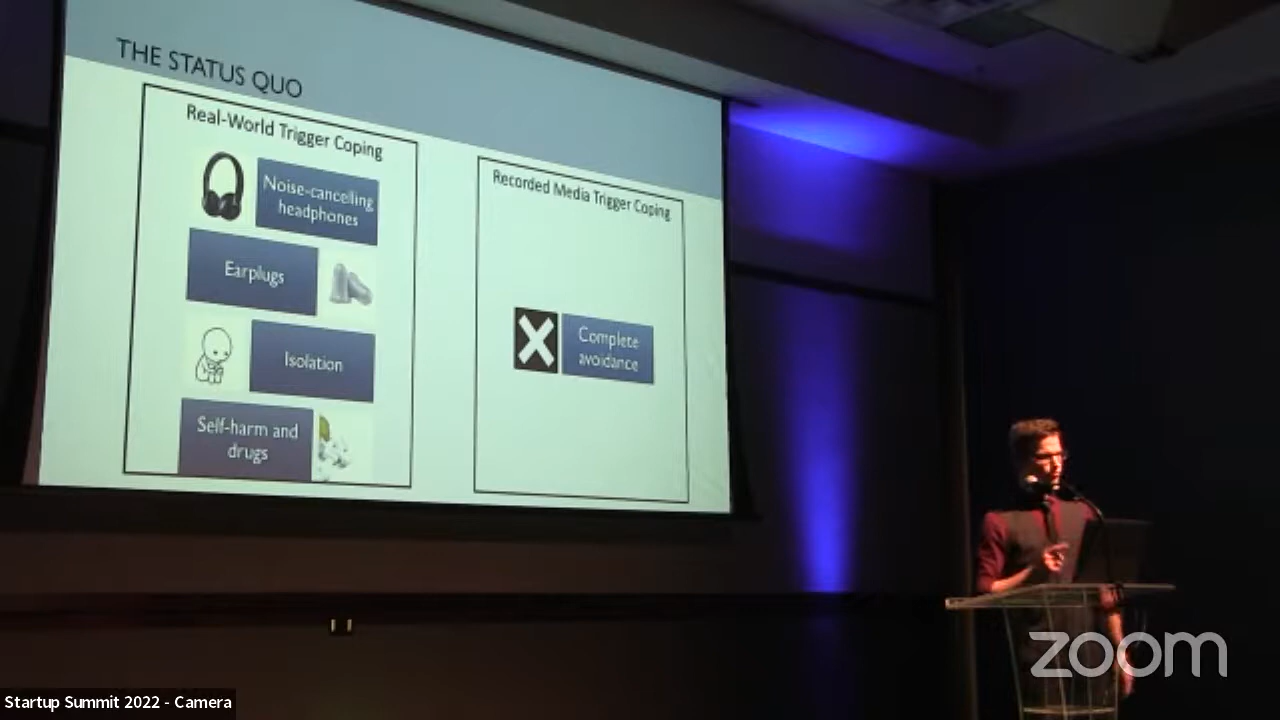 THE STATUS QUO
Real-World Trigger Coping
Noise-cancelling
headphones
Earplugs
Isolation
Self-harm and
drugs
Recorded Media Trigger Coping
Complete
avoidance
zoom
Startup Summit 2022 - Camera